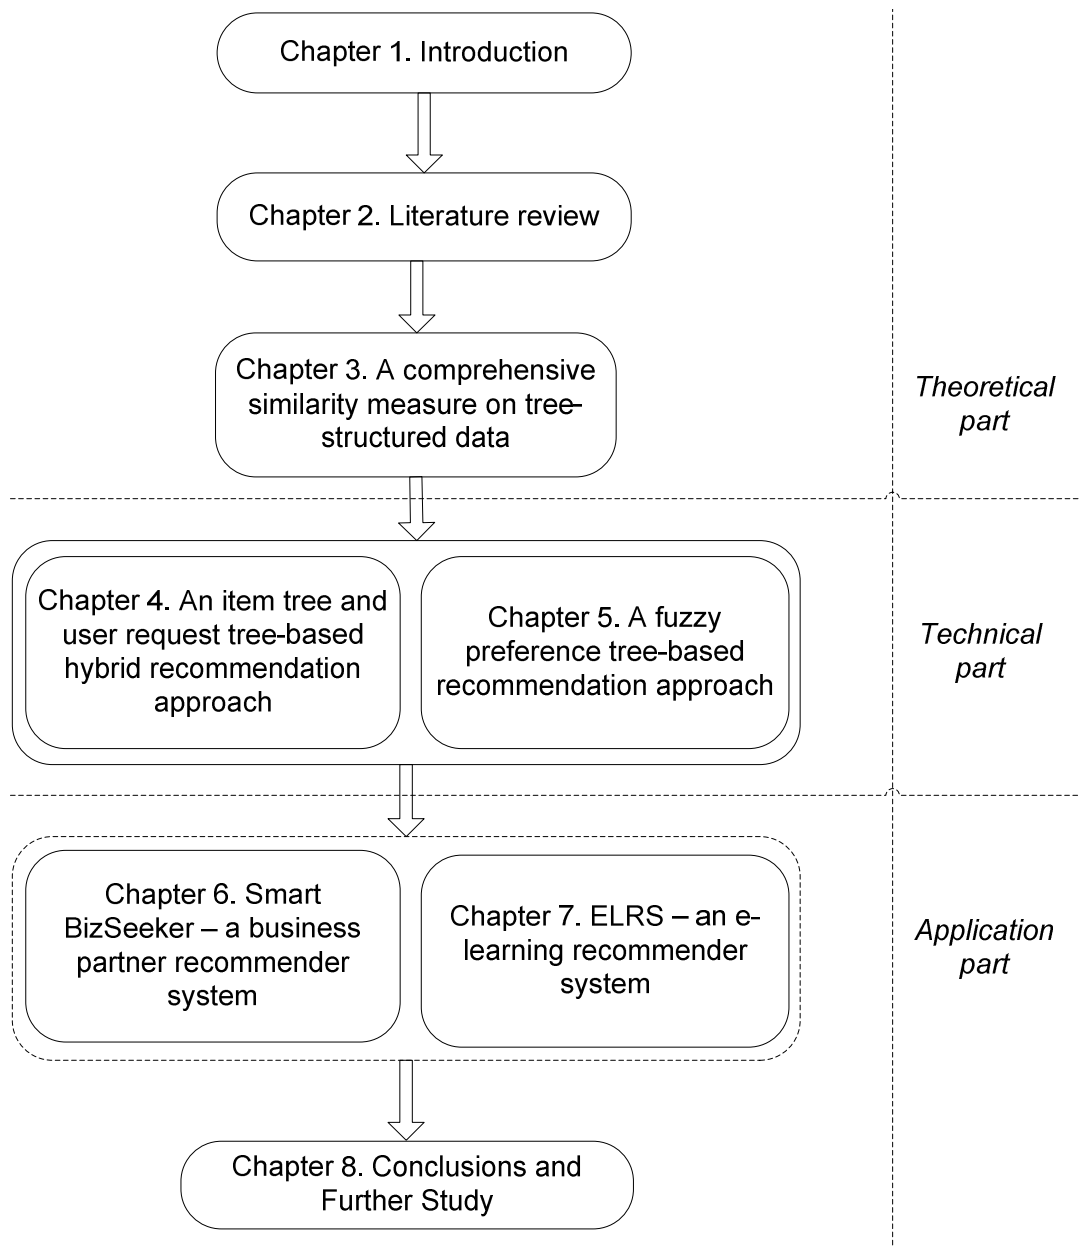 Chapter 1. Introduction
Chapter 2. Literature review
Chapter 3. A comprehensive
similarity measure on tree-
structured data
Theoretical
part
Chapter 4. An item tree and
user request tree-based
hybrid recommendation
approach
Chapter 5. A fuzzy
preference tree-based
recommendation approach
Technical
part
Chapter 6. Smart
BizSeeker – a business
partner recommender
system
Chapter 7. ELRS – an e-
learning recommender
system
Application
part
Chapter 8. Conclusions and
Further Study